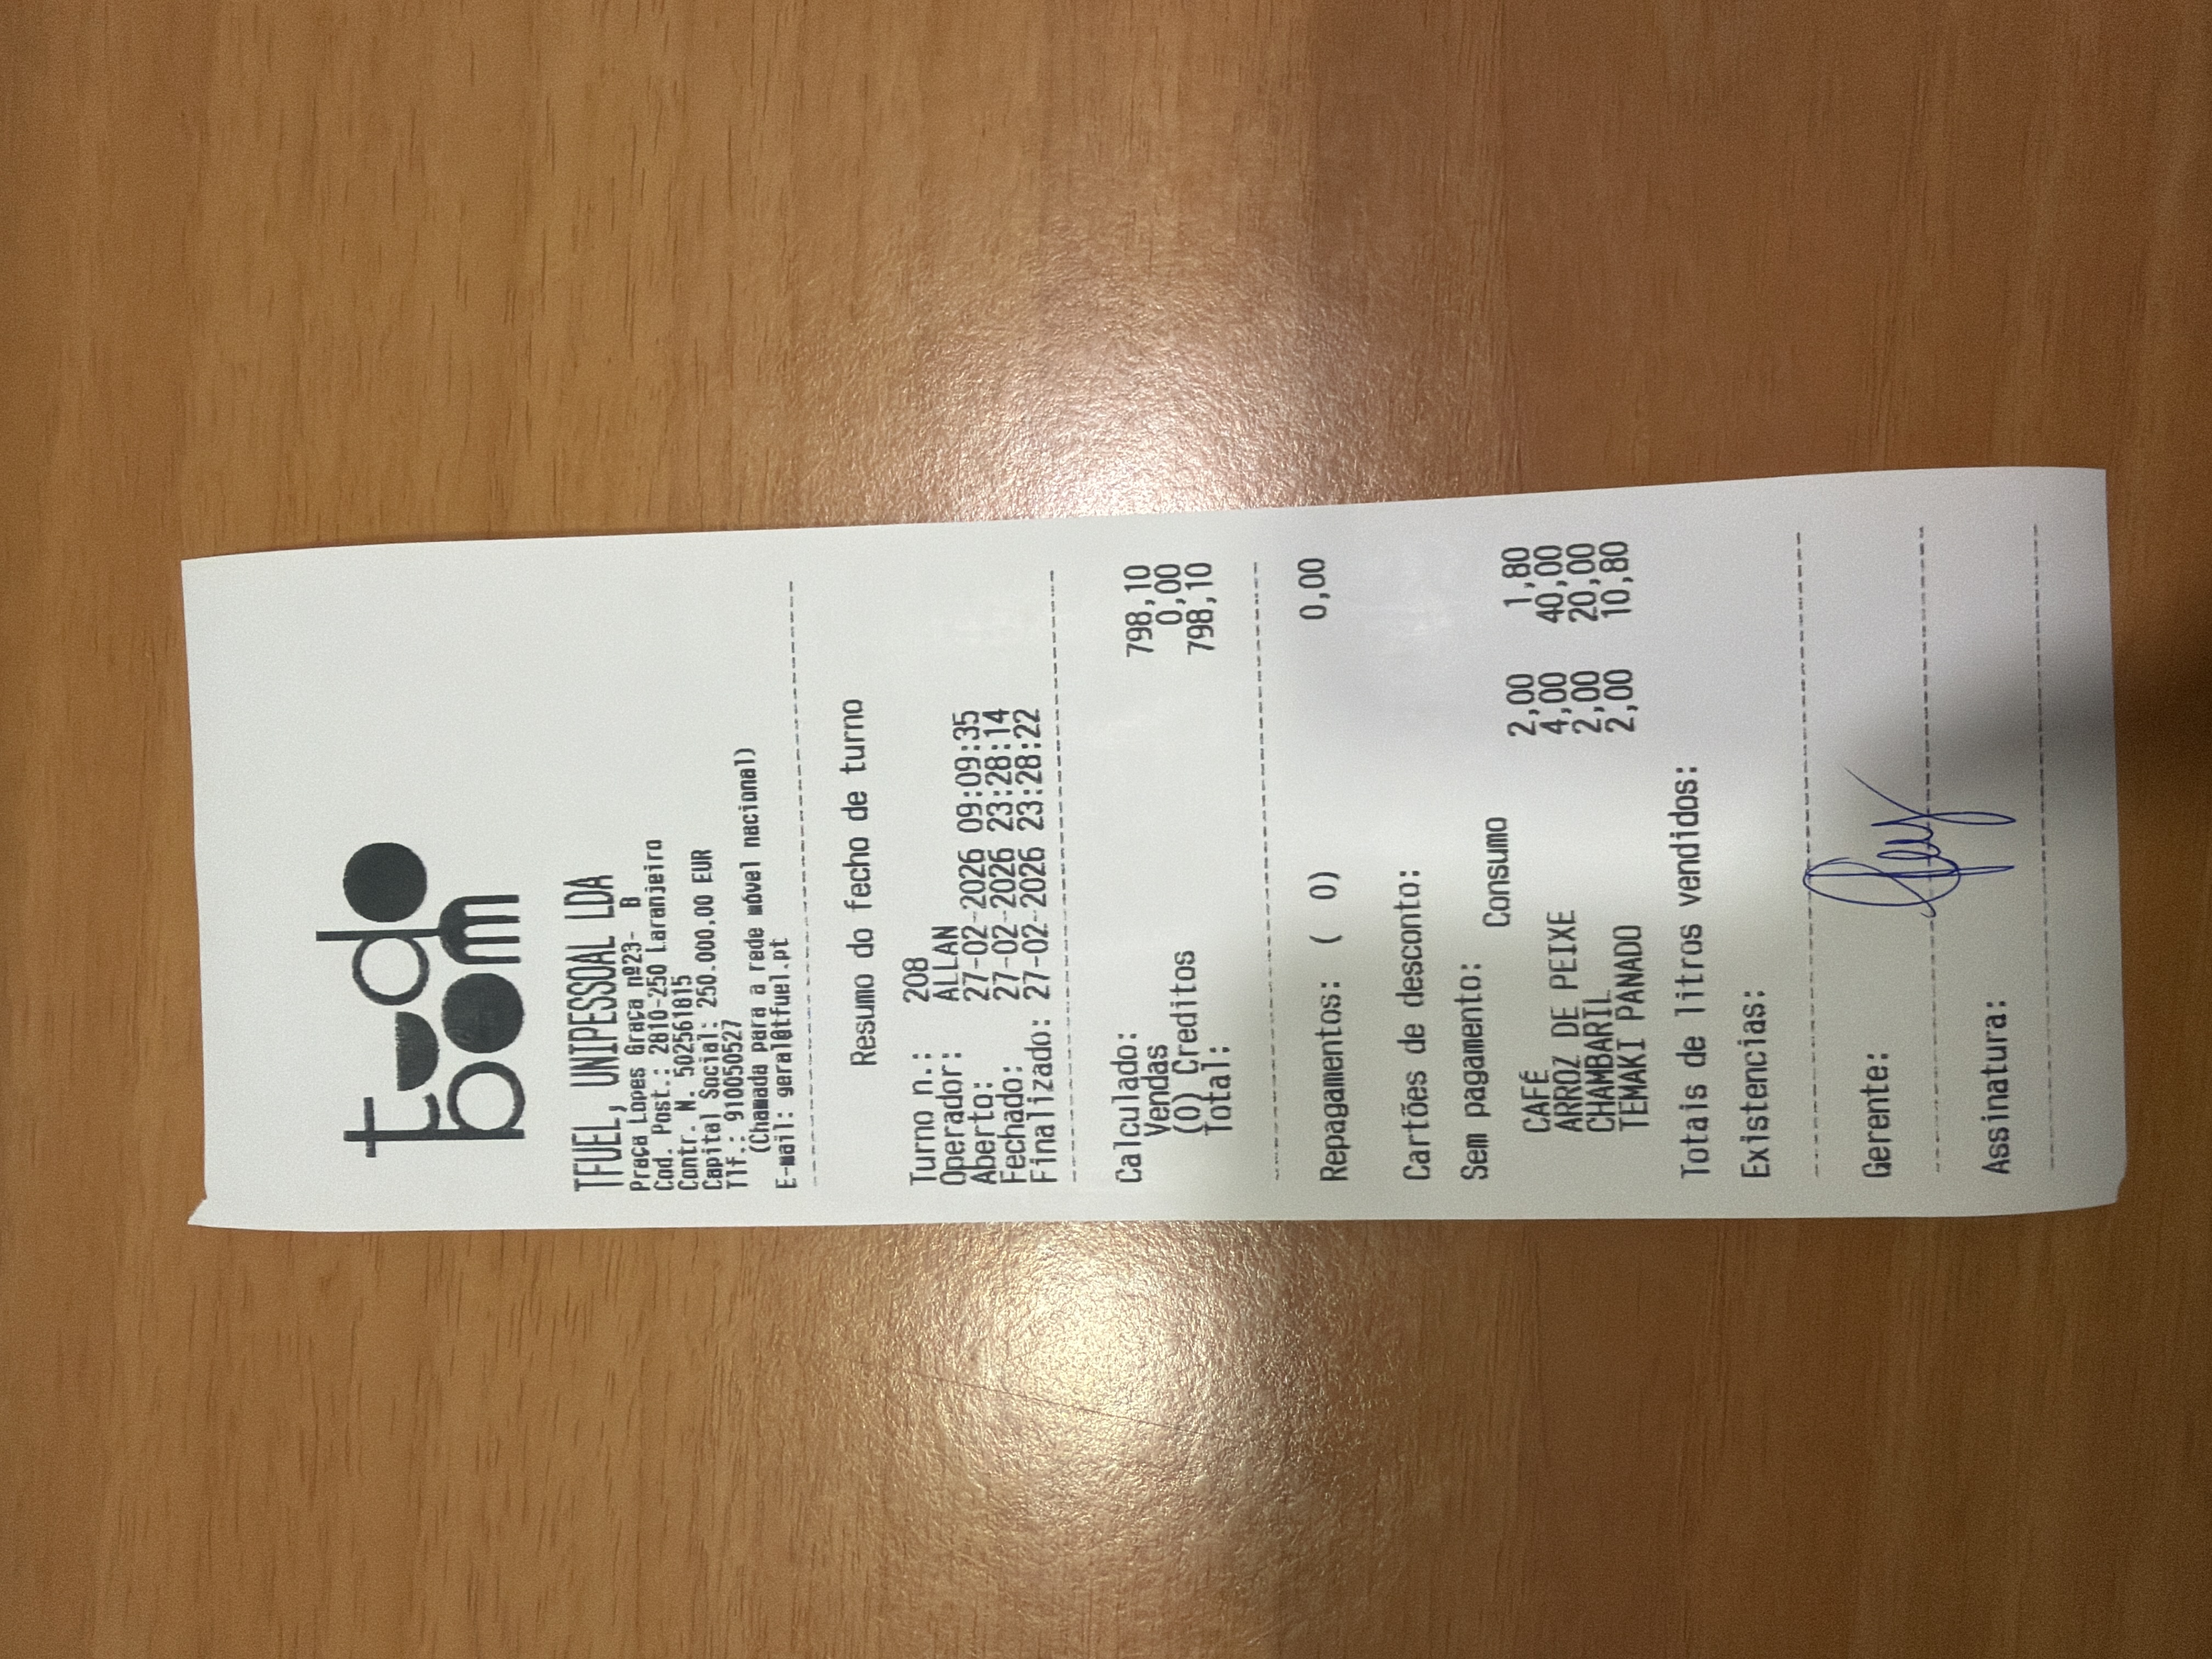 tudo
bom
TFUEL, UNIPESSOAL LDA
Praça Lopes Graça nº23- B
Cod. Post.: 2810-250 Laranjeiro
Contr. N. 502561815
Capital Social: 250.000,00 EUR
Tlf.: 910050527
(Chamada para a rede móvel nacional)
E-mail: geral@tfuel.pt
Resumo do fecho de turno
Turno n.: 208
Operador: ALLAN
Aberto: 27-02-2026 09:09:35
Fechado: 27-02-2026 23:28:14
Finalizado: 27-02-2026 23:28:22
Calculado:
Vendas 798,10
(0) Creditos 0,00
Total: 798,10
Repagamentos: ( 0) 0,00
Cartões de desconto:
Sem pagamento: Consumo
CAFÉ 2,00 1,80
ARROZ DE PEIXE 4,00 40,00
CHAMBARIL 2,00 20,00
TEMAKI PANADO 2,00 10,80
Totais de litros vendidos:
Existencias:
Gerente:
Assinatura: